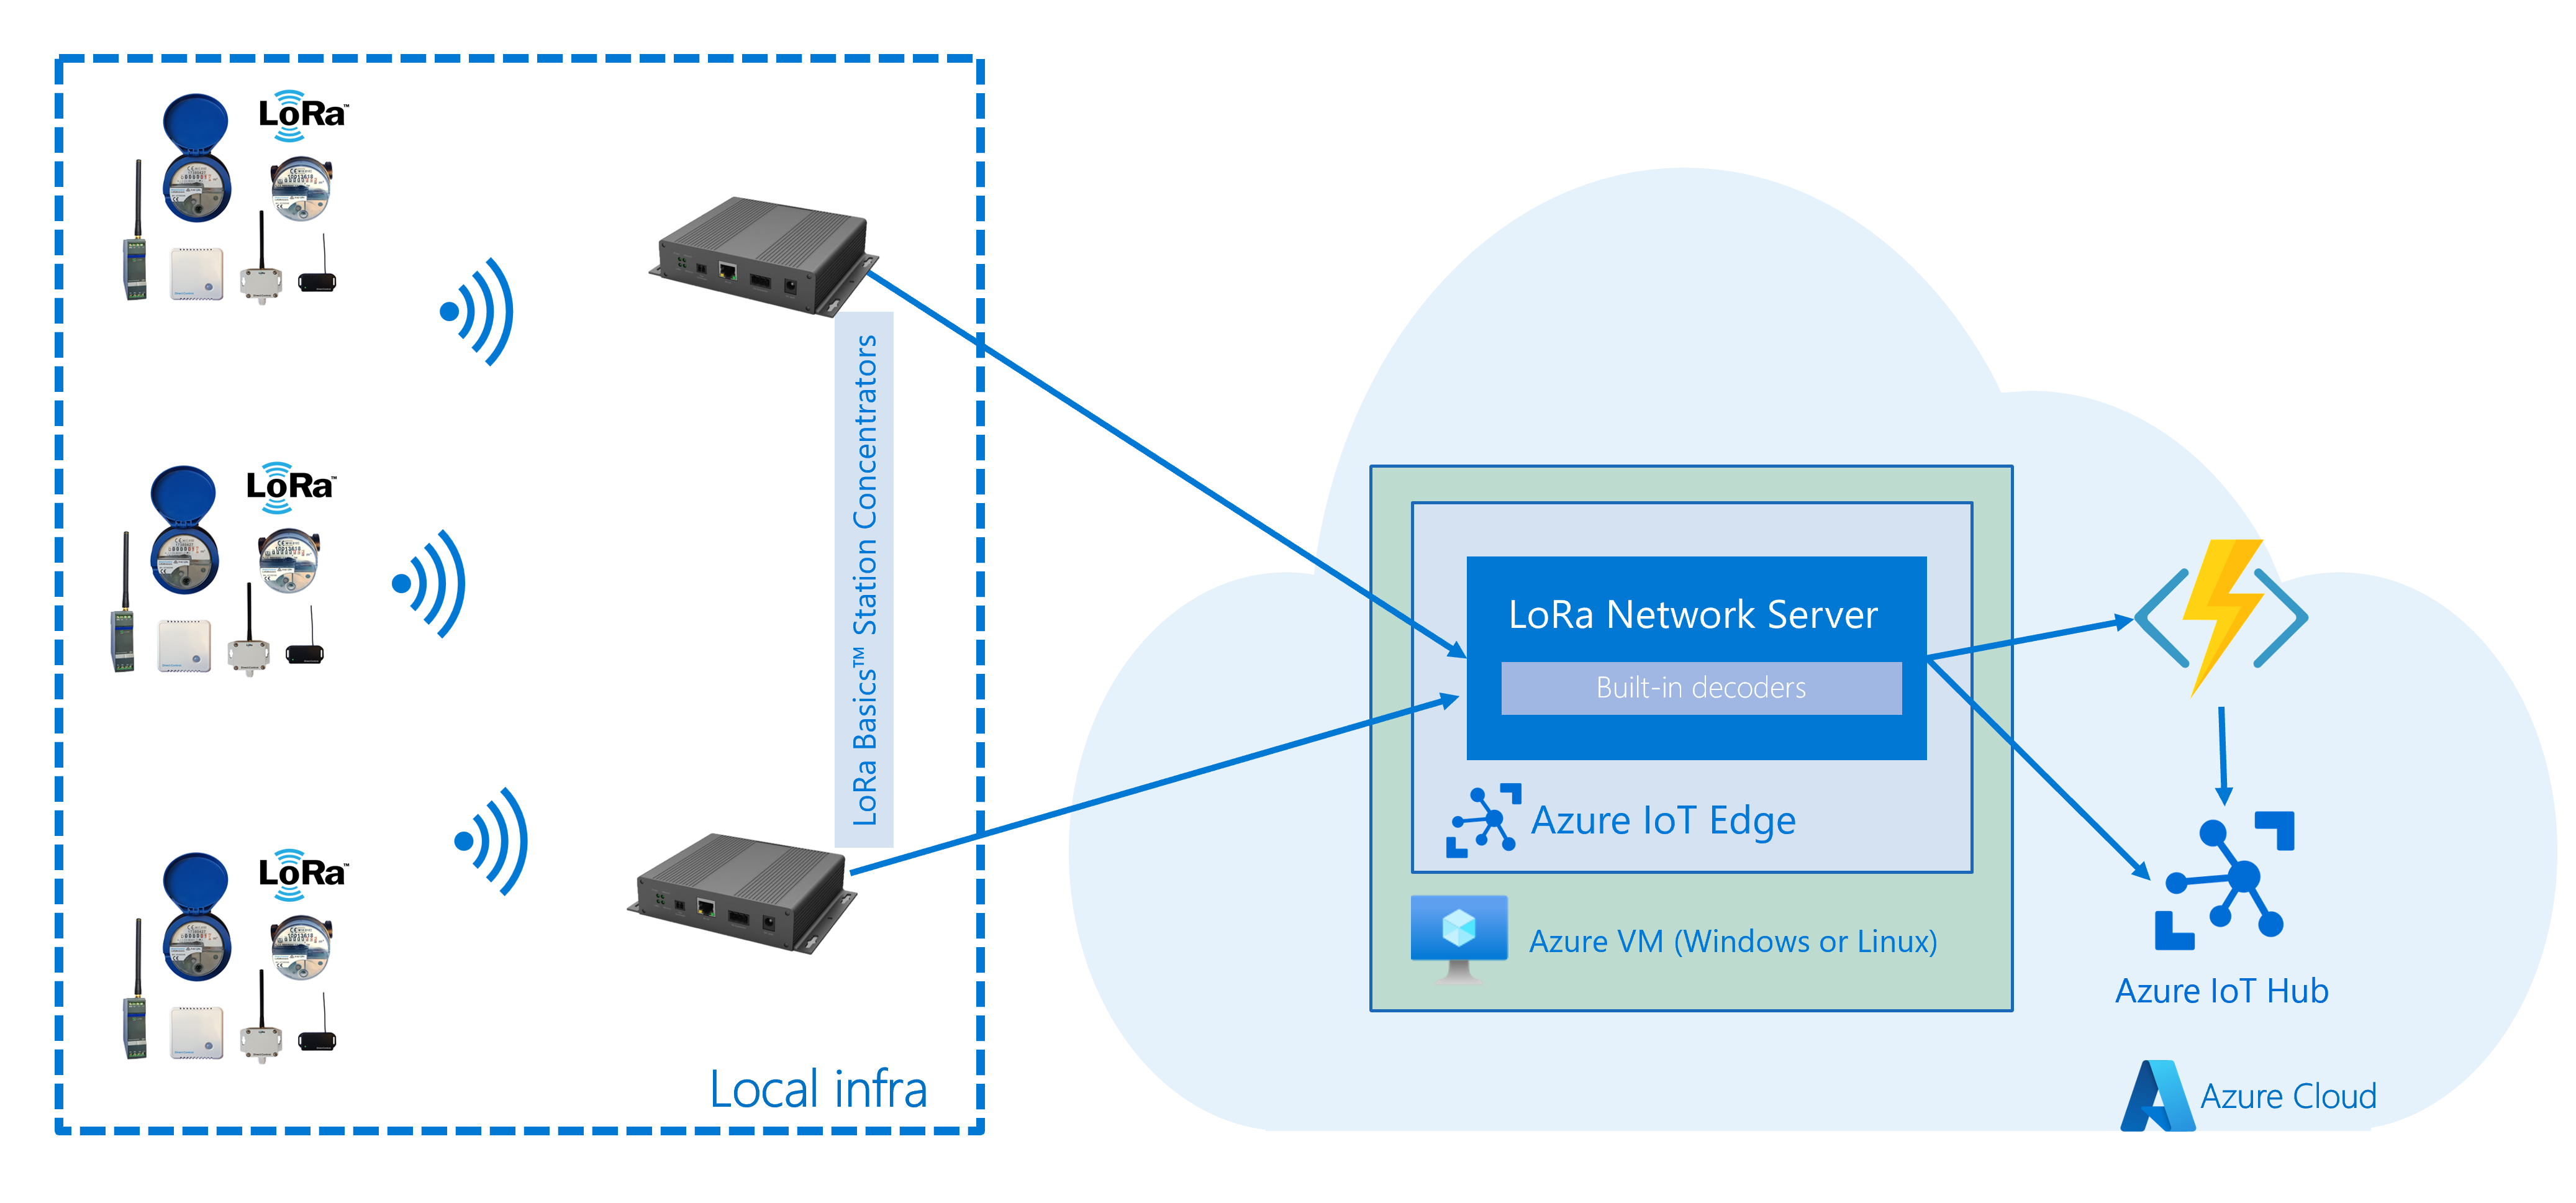 LoRa™
LoRa™
LoRa™
LoRa Basics™ Station Concentrators
Local infra
LoRa Network Server
Built-in decoders
Azure IoT Edge
Azure VM (Windows or Linux)
Azure IoT Hub
Azure Cloud